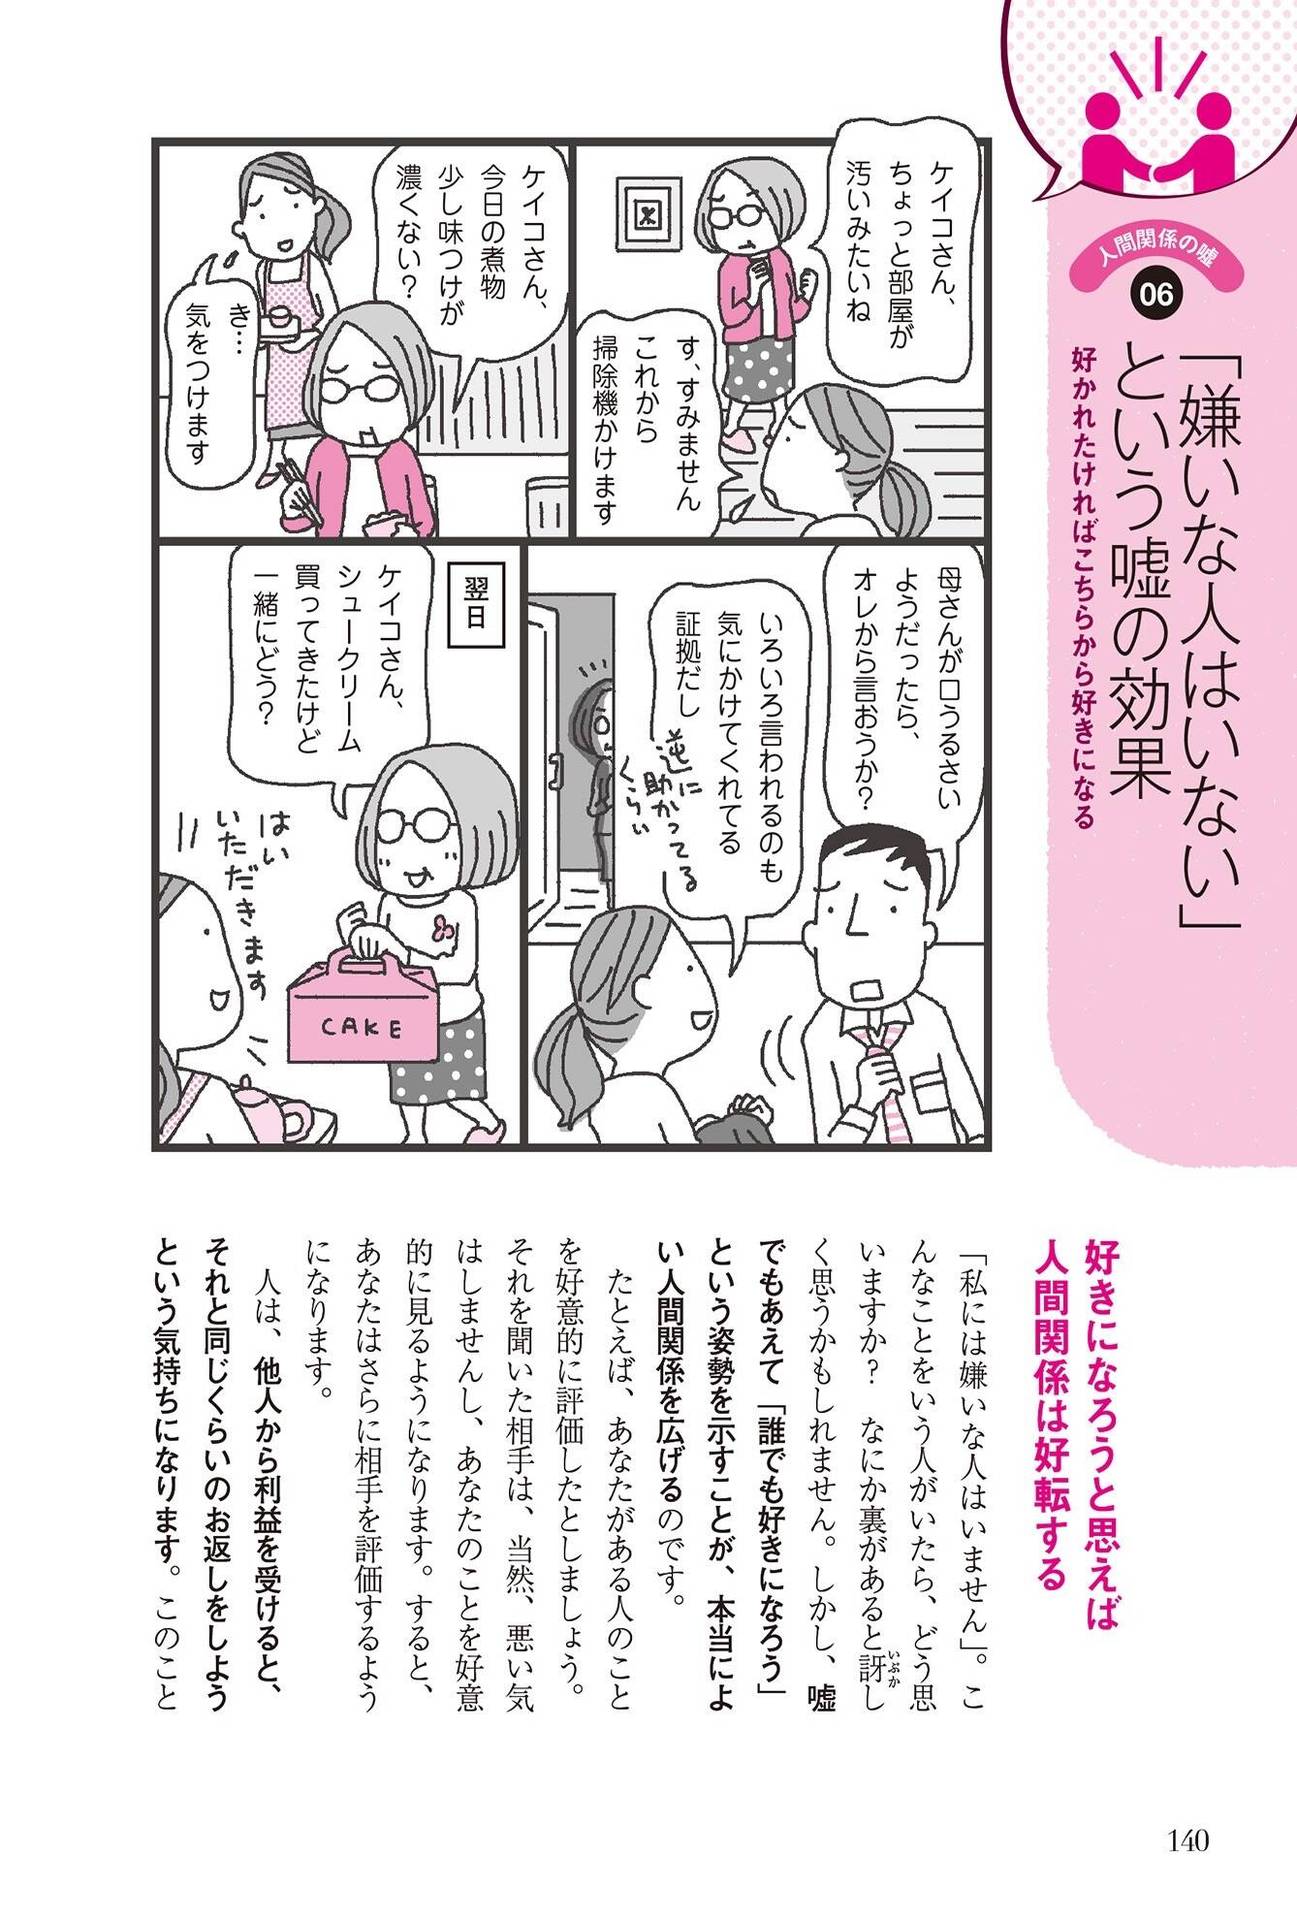 人間関係の嘘
06
「嫌いな人はいない」
という嘘の効果
好かれたければこちらから好きになる
ケイコさん、
ちょっと部屋が
汚いみたいね
す、すみません
これから
掃除機かけます
ケイコさん、
今日の煮物
少し味つけが
濃くない?
き…
気をつけます
母さんが口うるさい
ようだったら、
オレから言おうか?
いろいろ言われるのも
気にかけてくれてる
証拠だし
逆に
助かってる
くらい
翌日
ケイコさん、
シュークリーム
買ってきたけど
一緒にどう?
CAKE
はい
いただきます
好きになろうと思えば
人間関係は好転する
「私には嫌いな人はいません」。こ
んなことをいう人がいたら、どう思
いますか? なにか裏があると訝し
いぶか
く思うかもしれません。しかし、嘘
でもあえて「誰でも好きになろう」
という姿勢を示すことが、本当によ
い人間関係を広げるのです。
たとえば、あなたがある人のこと
を好意的に評価したとしましょう。
それを聞いた相手は、当然、悪い気
はしませんし、あなたのことを好意
的に見るようになります。すると、
あなたはさらに相手を評価するよう
になります。
人は、他人から利益を受けると、
それと同じくらいのお返しをしよう
という気持ちになります。このこと
140